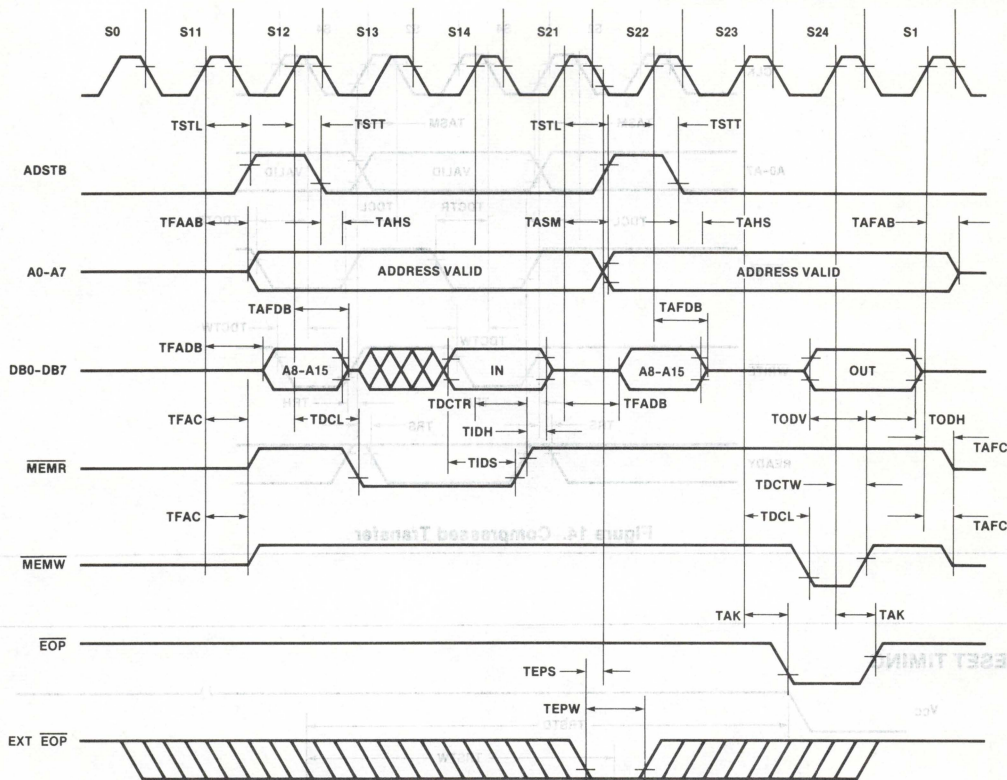 S0 S11 S12 S13 S14 S21 S22 S23 S24 S1
TSTL TSTT TSTL TSTT
ADSTB
TFAAB TAHS TASM TAHS TAFAB
A0-A7 ADDRESS VALID ADDRESS VALID
TAFDB TAFDB
TFADB
DB0-DB7 A8-A15 IN A8-A15 OUT
TDCTR TFADB TODV TODH
TFAC TDCL TIDH
TAFC
MEMR TIDS
TDCTW
TFAC TDCL TAFC
Figure 14. Compressed Transfer
MEMW
TAK TAK
EOP
TEPS
RESET TIMING
TEPW
VCC
EXT EOP